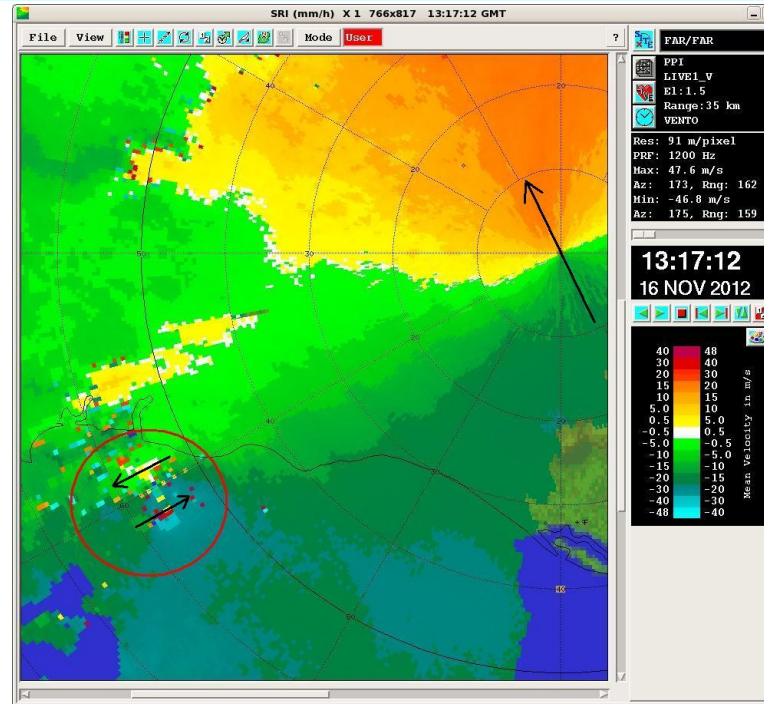 SRI (mm/h) X 1 766x817 13:17:12 GMT
File View Mode User ?
FAR/FAR
PPI
LIVE1_V
El:1.5
Range:35 km
VENTO
Res: 91 m/pixel
PRF: 1200 Hz
Max: 47.6 m/s
Az: 173, Rng: 162
Min: -46.8 m/s
Az: 175, Rng: 159
13:17:12
16 NOV 2012
40 48
30 40
20 30
15 20
10 15
5.0 10
0.5 5.0
-0.5 0.5
-5.0 -0.5
-10 -5.0
-15 -10
-20 -15
-30 -20
-40 -30
-48 -40
Mean Velocity in m/s
40
20
20
30
50
20
20
40
60
50
40